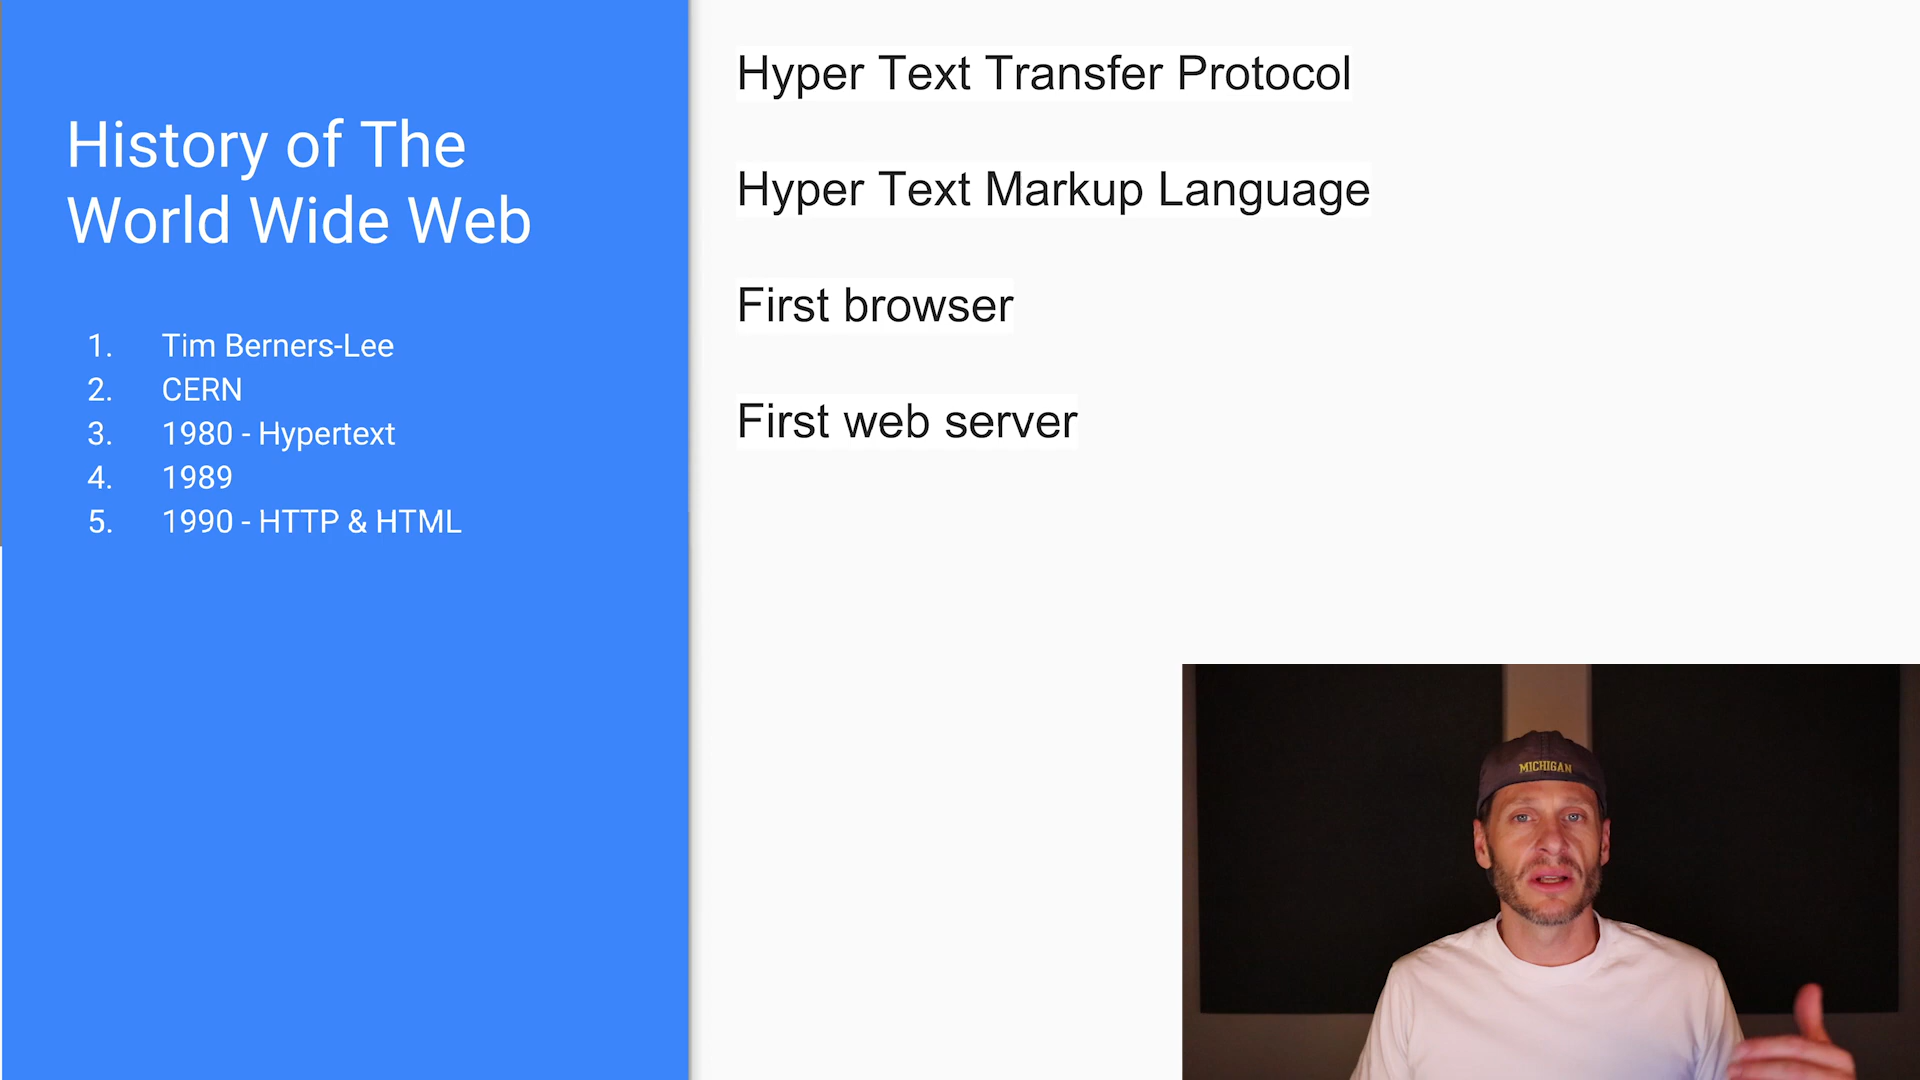 History of The
World Wide Web
1. Tim Berners-Lee
2. CERN
3. 1980 - Hypertext
4. 1989
5. 1990 - HTTP & HTML
Hyper Text Transfer Protocol
Hyper Text Markup Language
First browser
First web server
MICHIGAN